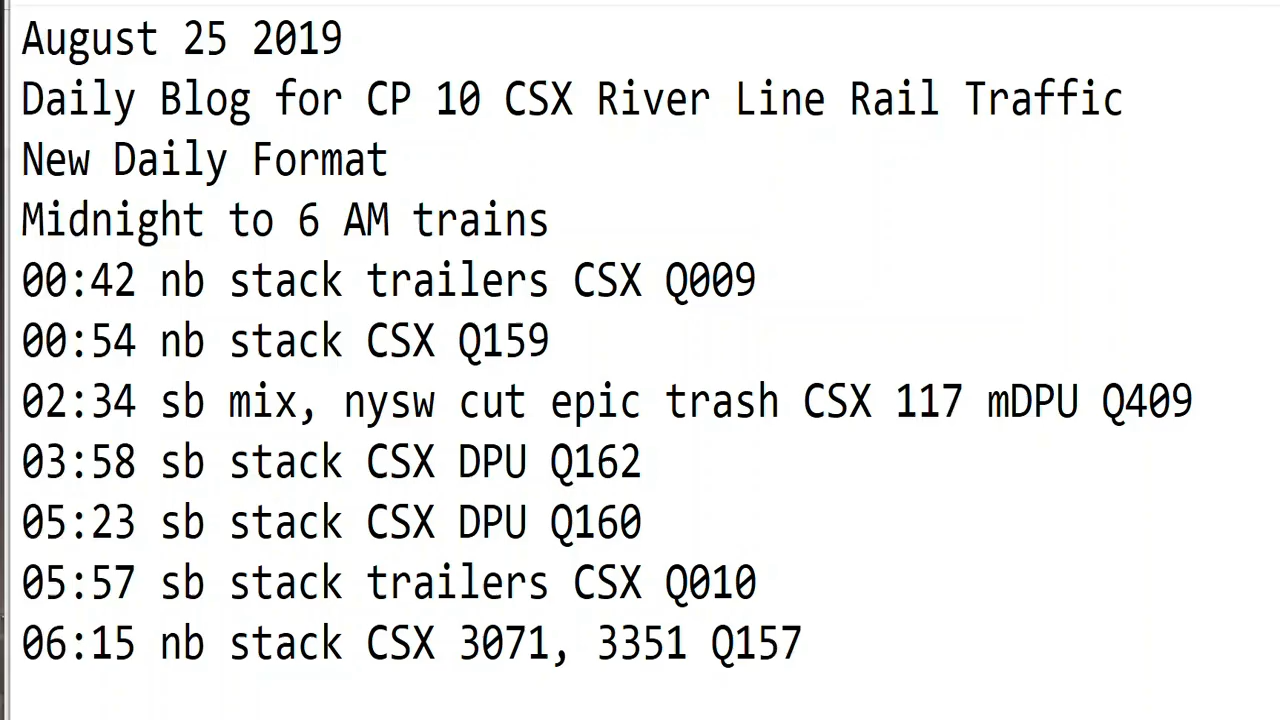 August 25 2019
Daily Blog for CP 10 CSX River Line Rail Traffic
New Daily Format
Midnight to 6 AM trains
00:42 nb stack trailers CSX Q009
00:54 nb stack CSX Q159
02:34 sb mix, nysw cut epic trash CSX 117 mDPU Q409
03:58 sb stack CSX DPU Q162
05:23 sb stack CSX DPU Q160
05:57 sb stack trailers CSX Q010
06:15 nb stack CSX 3071, 3351 Q157